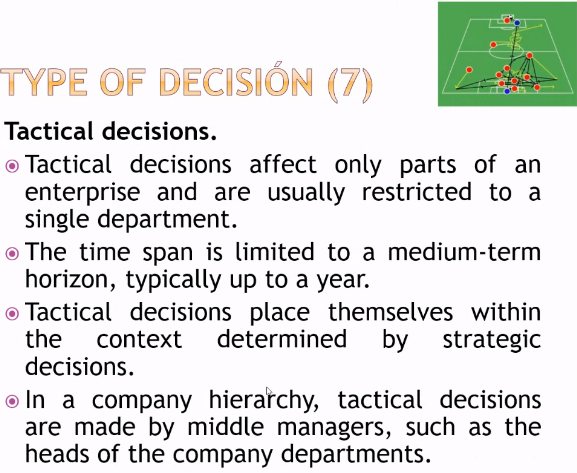 TYPE OF DECISIÓN (7)
Tactical decisions.
Tactical decisions affect only parts of an
enterprise and are usually restricted to a
single department.
The time span is limited to a medium-term
horizon, typically up to a year.
Tactical decisions place themselves within
the context determined by strategic
decisions.
In a company hierarchy, tactical decisions
are made by middle managers, such as the
heads of the company departments.